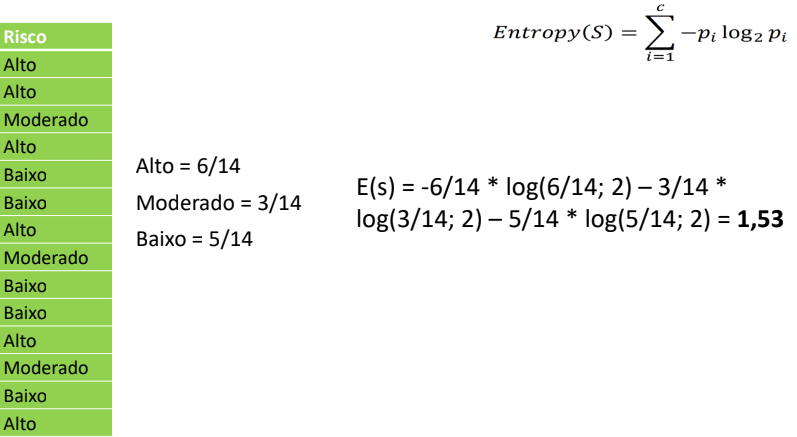 Risco
Alto
Alto
Moderado
Alto
Baixo
Baixo
Alto
Moderado
Baixo
Baixo
Alto
Moderado
Baixo
Alto
Alto = 6/14
Moderado = 3/14
Baixo = 5/14
Entropy(S) = ∑_{i=1}^{c} −p_i log₂ p_i
E(s) = -6/14 * log(6/14; 2) – 3/14 *
log(3/14; 2) – 5/14 * log(5/14; 2) = 1,53